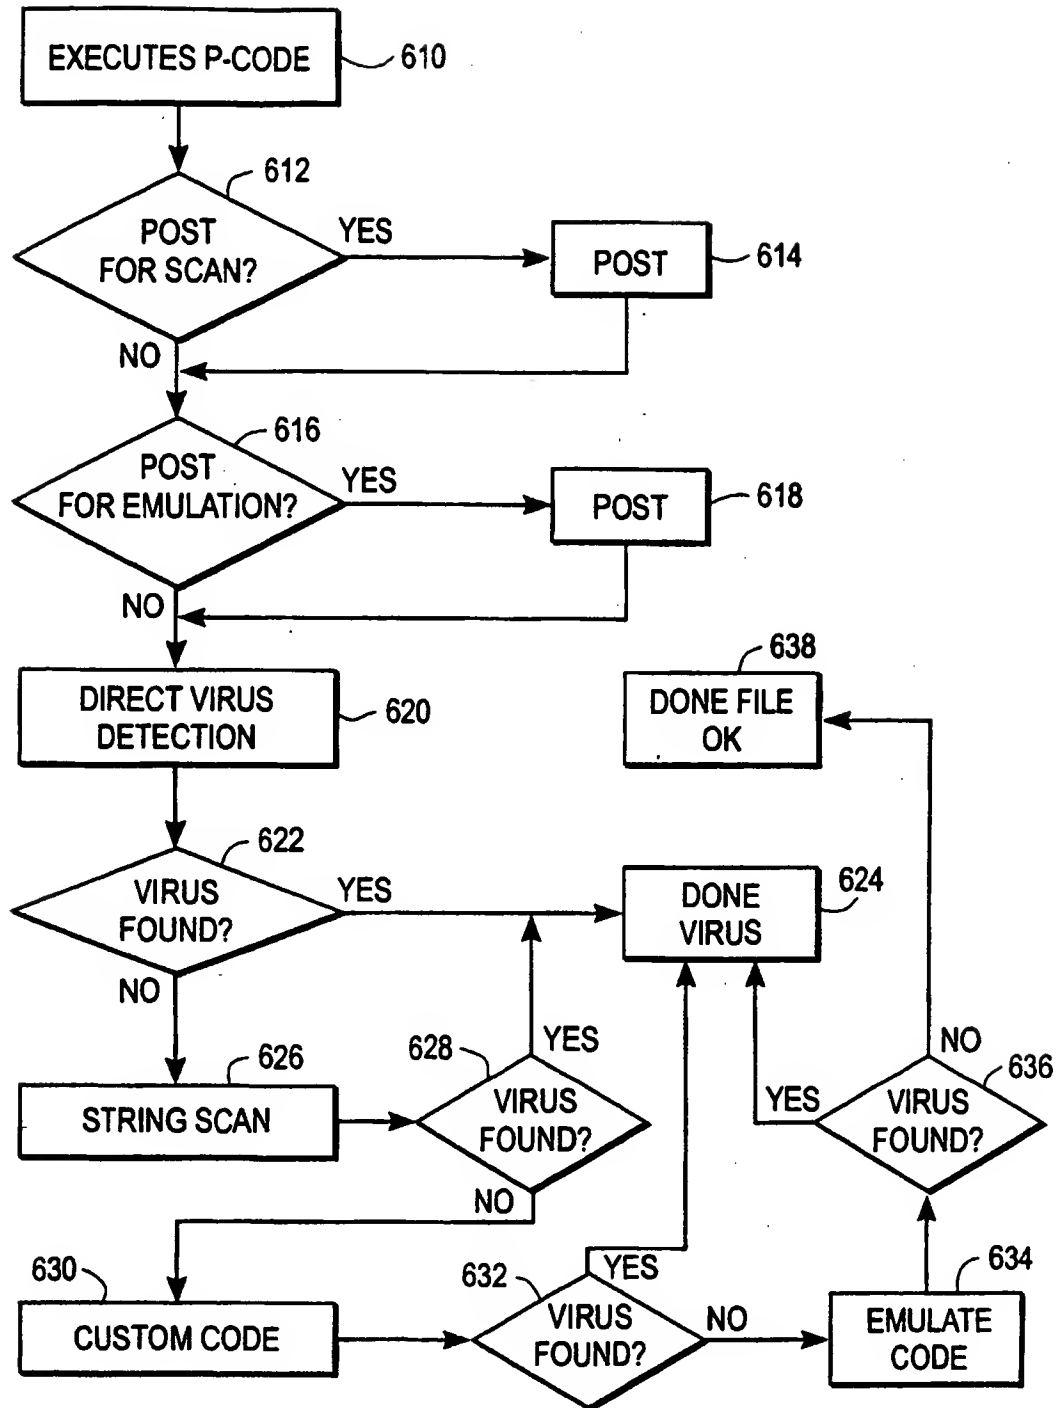 EXECUTES P-CODE
610
612
POST
FOR SCAN?
YES
POST
614
NO
616
POST
FOR EMULATION?
YES
POST
618
NO
638
DIRECT VIRUS
DETECTION
620
DONE FILE
OK
622
VIRUS
FOUND?
YES
DONE
VIRUS
624
NO
626
STRING SCAN
628
YES
VIRUS
FOUND?
NO
YES
NO
636
VIRUS
FOUND?
630
CUSTOM CODE
632
YES
VIRUS
FOUND?
NO
634
EMULATE
CODE